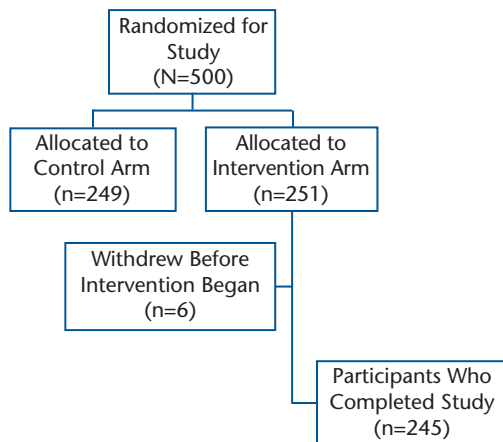 Randomized for
Study
(N=500)
Allocated to
Control Arm
(n=249)
Allocated to
Intervention Arm
(n=251)
Withdrew Before
Intervention Began
(n=6)
Participants Who
Completed Study
(n=245)